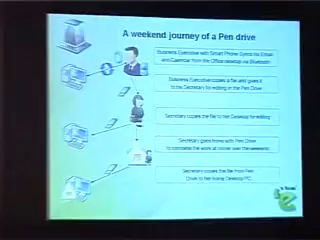 A weekend journey of a Pen drive
Business Executive with Smart Phone Syncs his Email
and Calendar from the Office desktop via Bluetooth
Business Executive copies a file and gives it
to the Secretary for editing in the Pen Drive
Secretary copies the file to her Desktop for editing
Secretary goes home with Pen Drive
to complete the work at home over the weekend
Secretary copies the file from Pen
Drive to her home Desktop PC